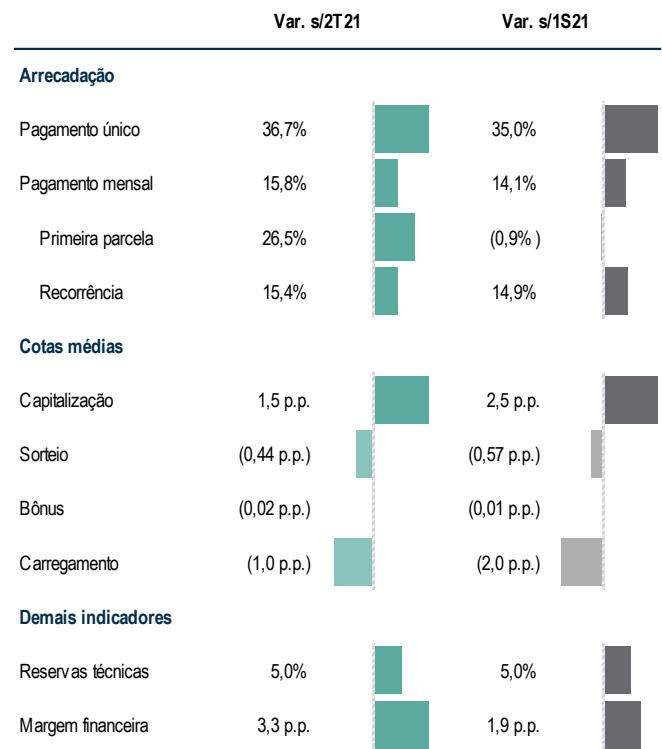 Var. s/2T21 Var. s/1S21
Arrecadação
Pagamento único 36,7% 35,0%
Pagamento mensal 15,8% 14,1%
Primeira parcela 26,5% (0,9% )
Recorrência 15,4% 14,9%
Cotas médias
Capitalização 1,5 p.p. 2,5 p.p.
Sorteio (0,44 p.p.) (0,57 p.p.)
Bônus (0,02 p.p.) (0,01 p.p.)
Carregamento (1,0 p.p.) (2,0 p.p.)
Demais indicadores
Reservas técnicas 5,0% 5,0%
Margem financeira 3,3 p.p. 1,9 p.p.